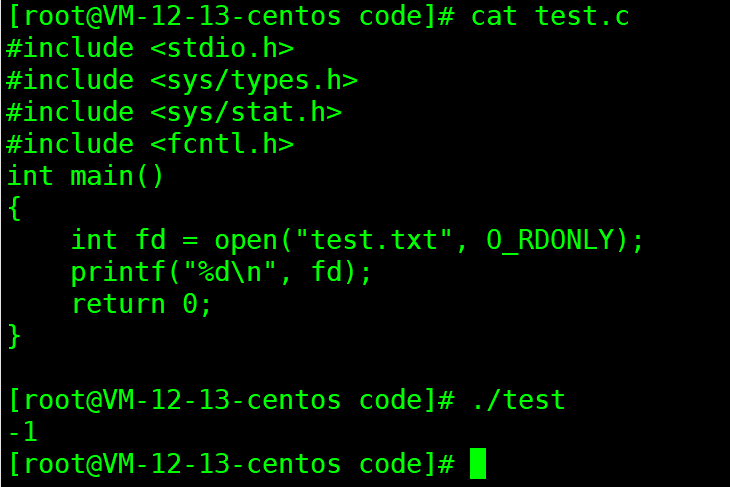 [root@VM-12-13-centos code]# cat test.c
#include <stdio.h>
#include <sys/types.h>
#include <sys/stat.h>
#include <fcntl.h>
int main()
{
    int fd = open("test.txt", O_RDONLY);
    printf("%d\n", fd);
    return 0;
}

[root@VM-12-13-centos code]# ./test
-1
[root@VM-12-13-centos code]#